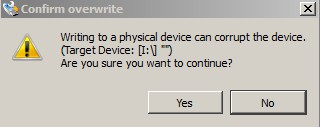 Confirm overwrite
Writing to a physical device can corrupt the device.
(Target Device: [I:\] "")
Are you sure you want to continue?
Yes No